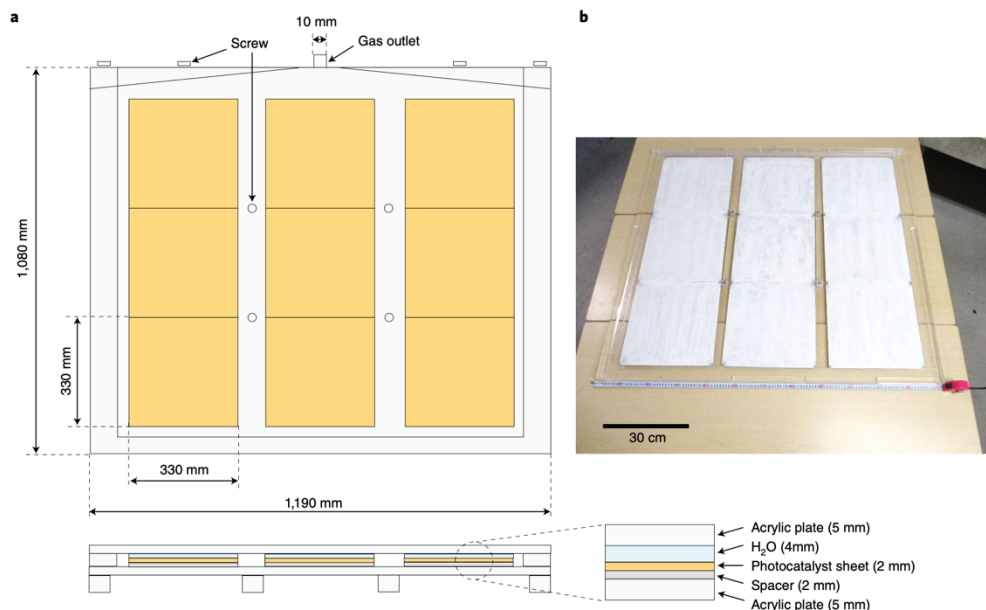 a
10 mm
Screw
Gas outlet
1,080 mm
330 mm
330 mm
1,190 mm
b
30 cm
Acrylic plate (5 mm)
H₂O (4mm)
Photocatalyst sheet (2 mm)
Spacer (2 mm)
Acrylic plate (5 mm)